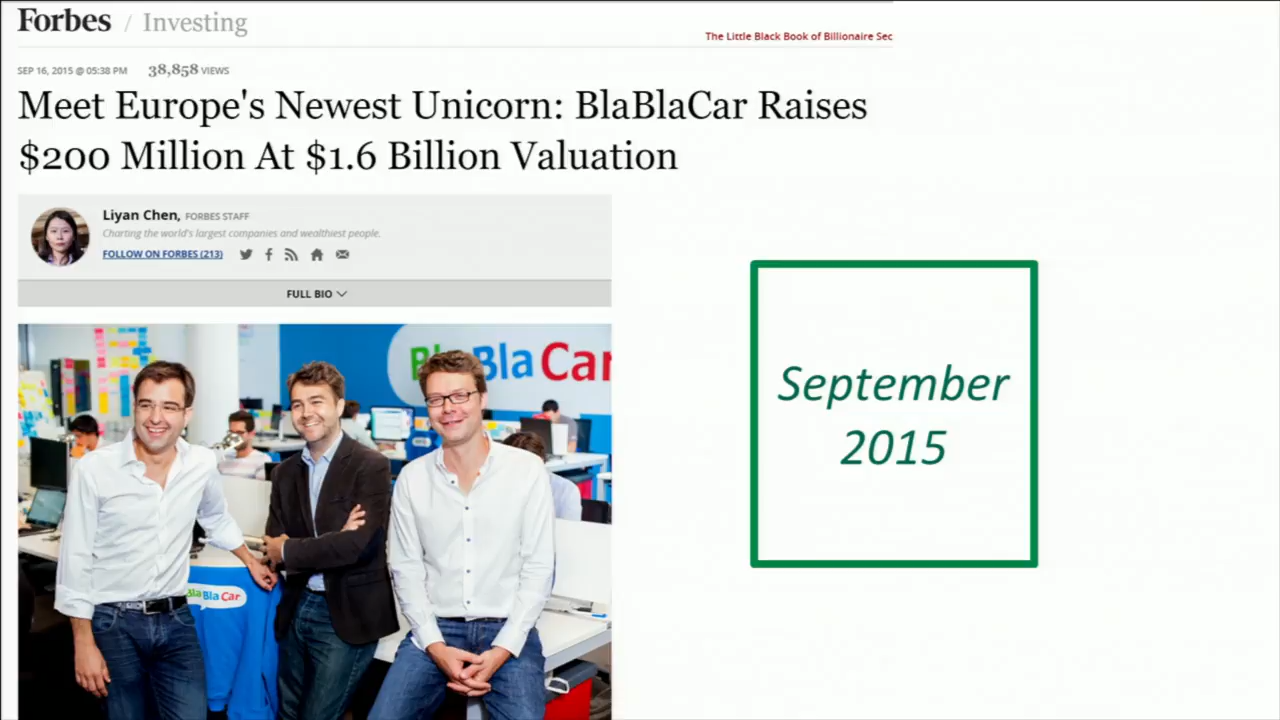 Forbes / Investing
The Little Black Book of Billionaire Sec
SEP 16, 2015 @ 05:38 PM 38,858 VIEWS
Meet Europe's Newest Unicorn: BlaBlaCar Raises
$200 Million At $1.6 Billion Valuation
Liyan Chen, FORBES STAFF
Charting the world's largest companies and wealthiest people.
FOLLOW ON FORBES (213)
FULL BIO
BlaBlaCar
BlaBlaCar
September
2015